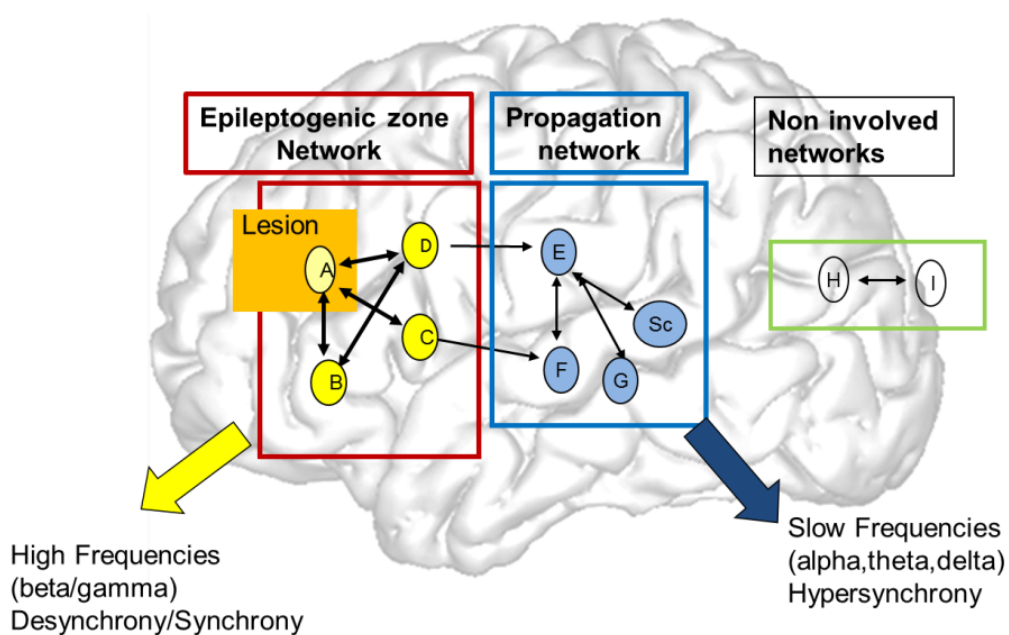 Epileptogenic zone
Network
Propagation
network
Non involved
networks
Lesion
A
D
C
B
E
Sc
F
G
H
I
High Frequencies
(beta/gamma)
Desynchrony/Synchrony
Slow Frequencies
(alpha,theta,delta)
Hypersynchrony